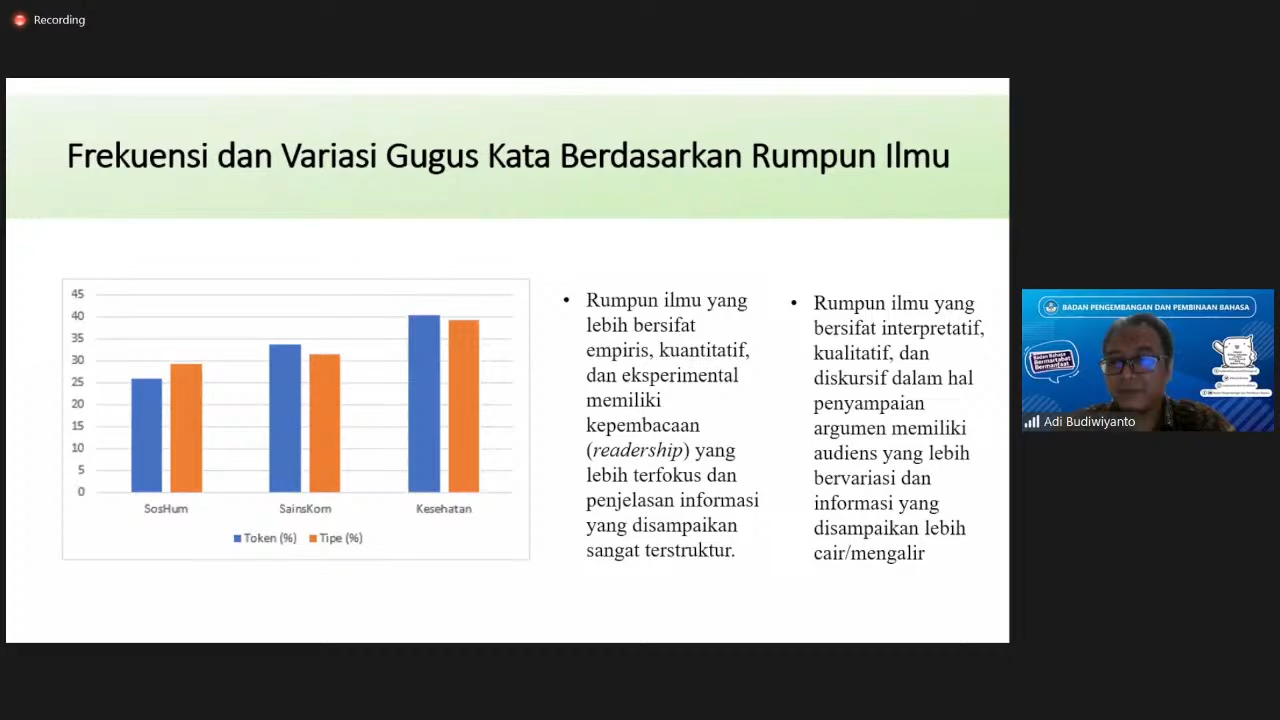 Recording
Frekuensi dan Variasi Gugus Kata Berdasarkan Rumpun Ilmu
45
40
35
30
25
20
15
10
5
0
SosHum SainsKom Kesehatan
Token (%) Tipe (%)
• Rumpun ilmu yang
lebih bersifat
empiris, kuantitatif,
dan eksperimental
memiliki
kepembacaan
(readership) yang
lebih terfokus dan
penjelasan informasi
yang disampaikan
sangat terstruktur.
• Rumpun ilmu yang
bersifat interpretatif,
kualitatif, dan
diskursif dalam hal
penyampaian
argumen memiliki
audiens yang lebih
bervariasi dan
informasi yang
disampaikan lebih
cair/mengalir
BADAN PENGEMBANGAN DAN PEMBINAAN BAHASA
Badan Bahasa
Bermartabat
Bermanfaat
Adi Budiwiyanto